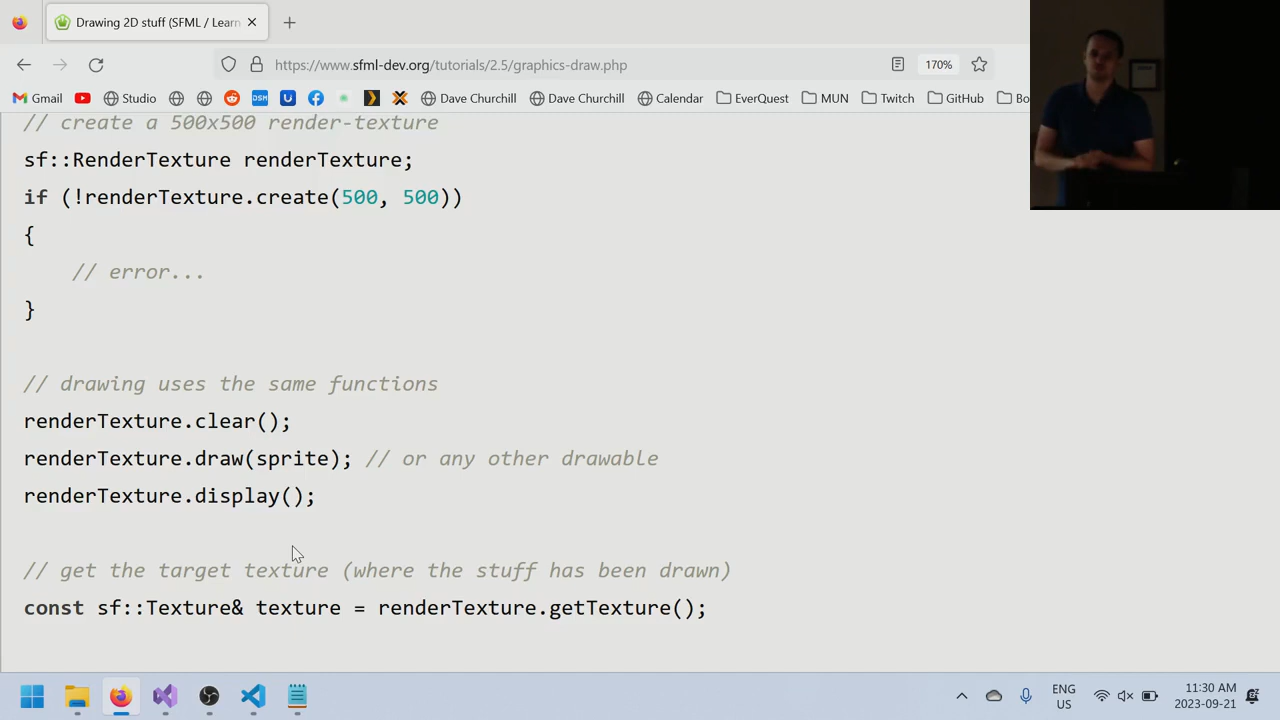 Drawing 2D stuff (SFML / Learn
https://www.sfml-dev.org/tutorials/2.5/graphics-draw.php
170%
Gmail
Studio
DSM
Dave Churchill
Dave Churchill
Calendar
EverQuest
MUN
Twitch
GitHub
Bo
// create a 500x500 render-texture
sf::RenderTexture renderTexture;
if (!renderTexture.create(500, 500))
{
// error...
}
// drawing uses the same functions
renderTexture.clear();
renderTexture.draw(sprite); // or any other drawable
renderTexture.display();
// get the target texture (where the stuff has been drawn)
const sf::Texture& texture = renderTexture.getTexture();
ENG
US
11:30 AM
2023-09-21